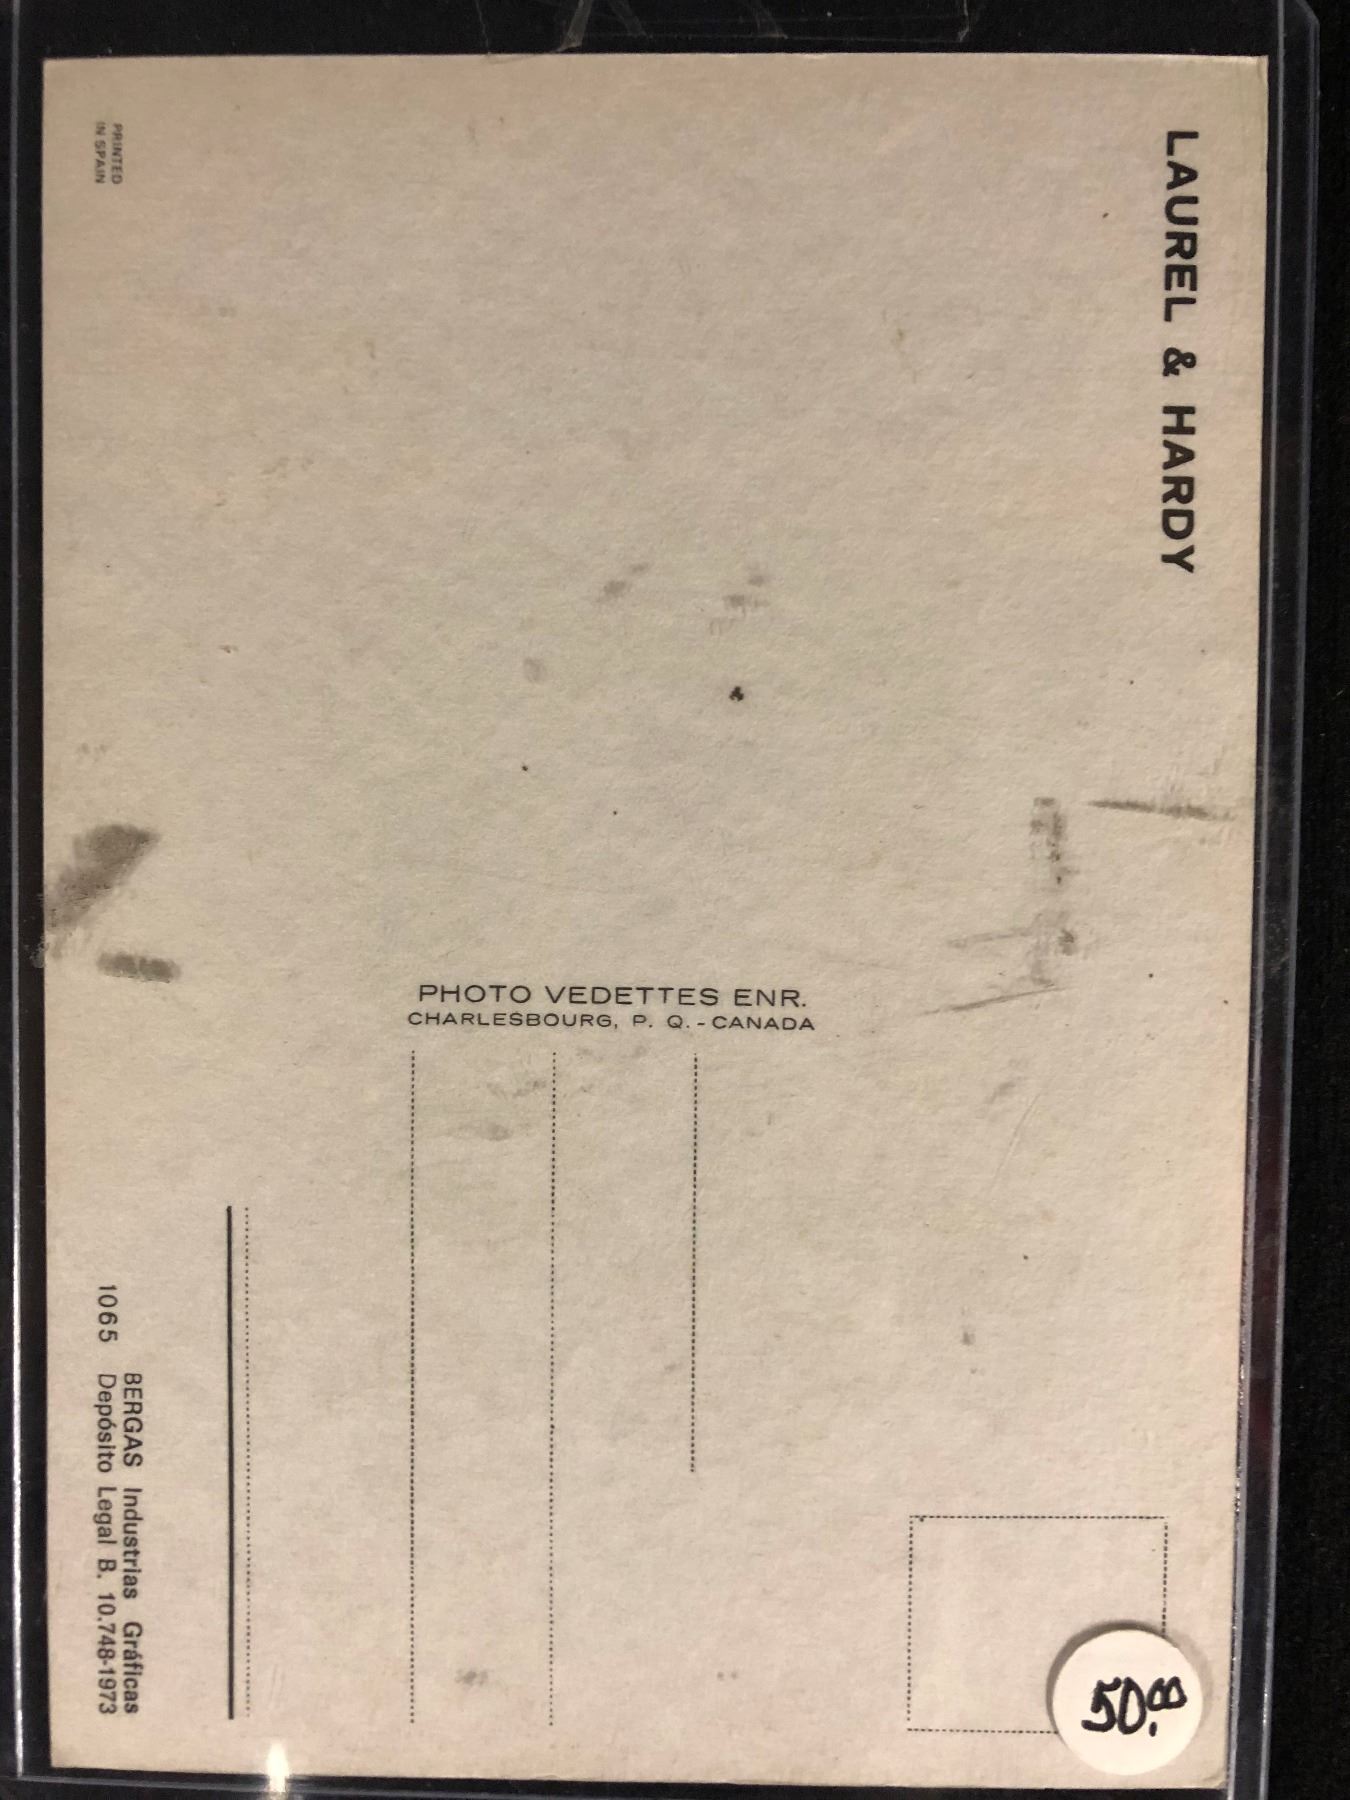 LAUREL & HARDY
PHOTO VEDETTES ENR.
CHARLESBOURG, P. Q. - CANADA
PRINTED
IN SPAIN
BERGAS Industrias Gráficas
1065 Depósito Legal B. 10.748-1973
50.00